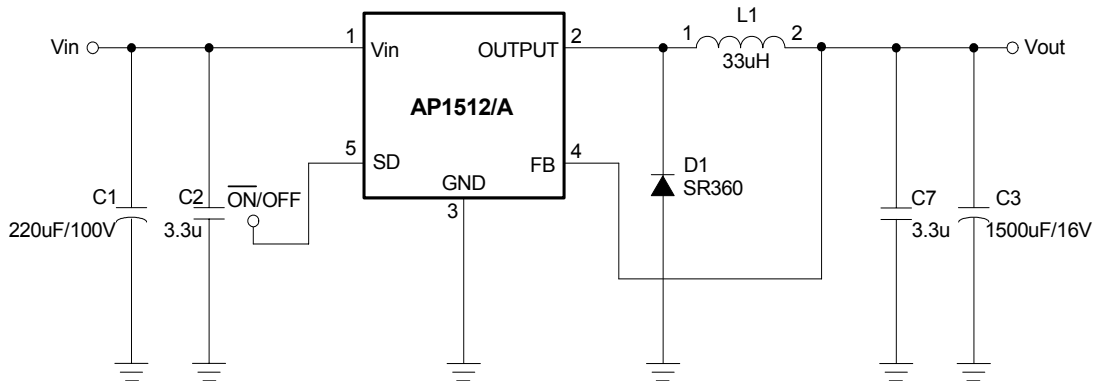 L1
Vin
1
Vin
OUTPUT
2
1
2
Vout
33uH
AP1512/A
5
SD
FB
4
D1
SR360
GND
3
C1
220uF/100V
C2
3.3u
ON/OFF
C7
3.3u
C3
1500uF/16V